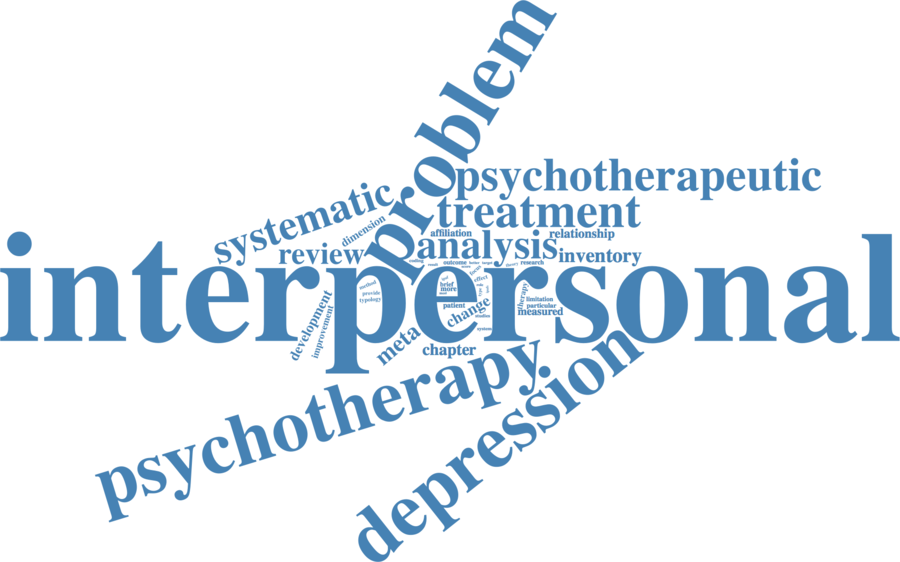 problem
psychotherapeutic
systematic
treatment
dimension
affiliation
relationship
review
analysis
inventory
interpersonal
outcome
research
effect
method
provide
typology
brief
more
patient
change
therapy
limitation
particular
measured
development
improvement
meta
studies
system
chapter
psychotherapy
depression